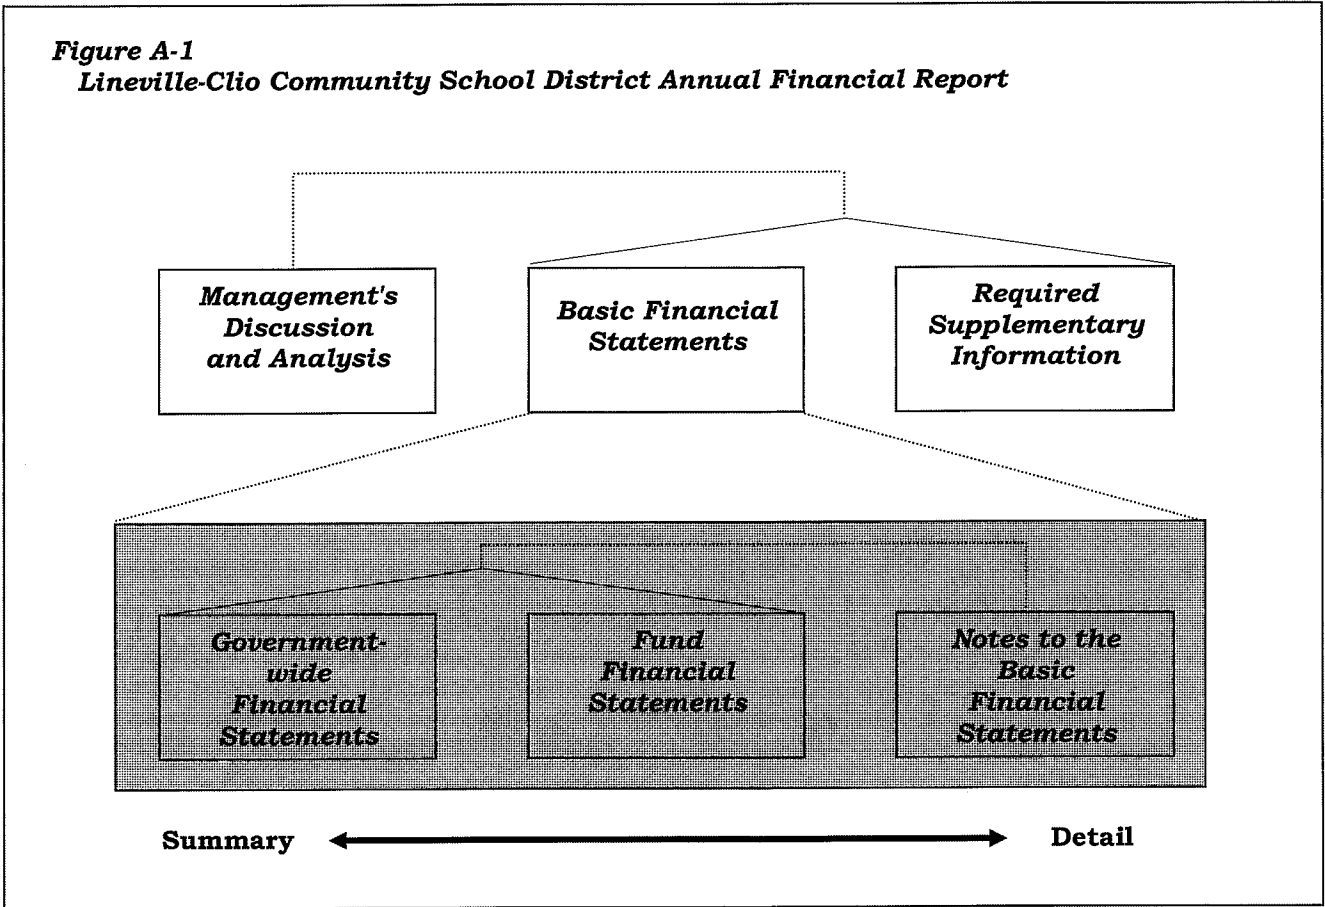 Figure A-1
Lineville-Clio Community School District Annual Financial Report
Management's
Discussion
and Analysis
Basic Financial
Statements
Required
Supplementary
Information
Government-
wide
Financial
Statements
Fund
Financial
Statements
Notes to the
Basic
Financial
Statements
Summary
Detail